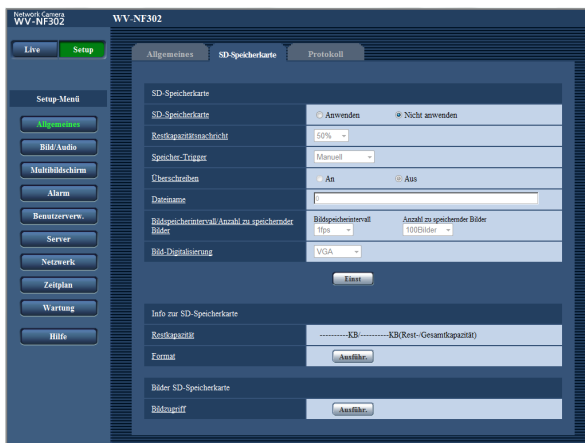 Network Camera
WV-NF302
WV-NF302
Live
Setup
Allgemeines
SD-Speicherkarte
Protokoll
Setup-Menü
Allgemeines
Bild/Audio
Multibildschirm
Alarm
Benutzerverw.
Server
Netzwerk
Zeitplan
Wartung
Hilfe
SD-Speicherkarte
SD-Speicherkarte
Anwenden
Nicht anwenden
Restkapazitätsnachricht
50%
Speicher-Trigger
Manuell
Überschreiben
An
Aus
Dateiname
0
Bildspeicherintervall/Anzahl zu speichernder
Bilder
Bildspeicherintervall
Anzahl zu speichernder Bilder
1fps
100Bilder
Bild-Digitalisierung
VGA
Einst
Info zur SD-Speicherkarte
Restkapazität
----------KB/----------KB(Rest-/Gesamtkapazität)
Format
Ausführ.
Bilder SD-Speicherkarte
Bildzugriff
Ausführ.